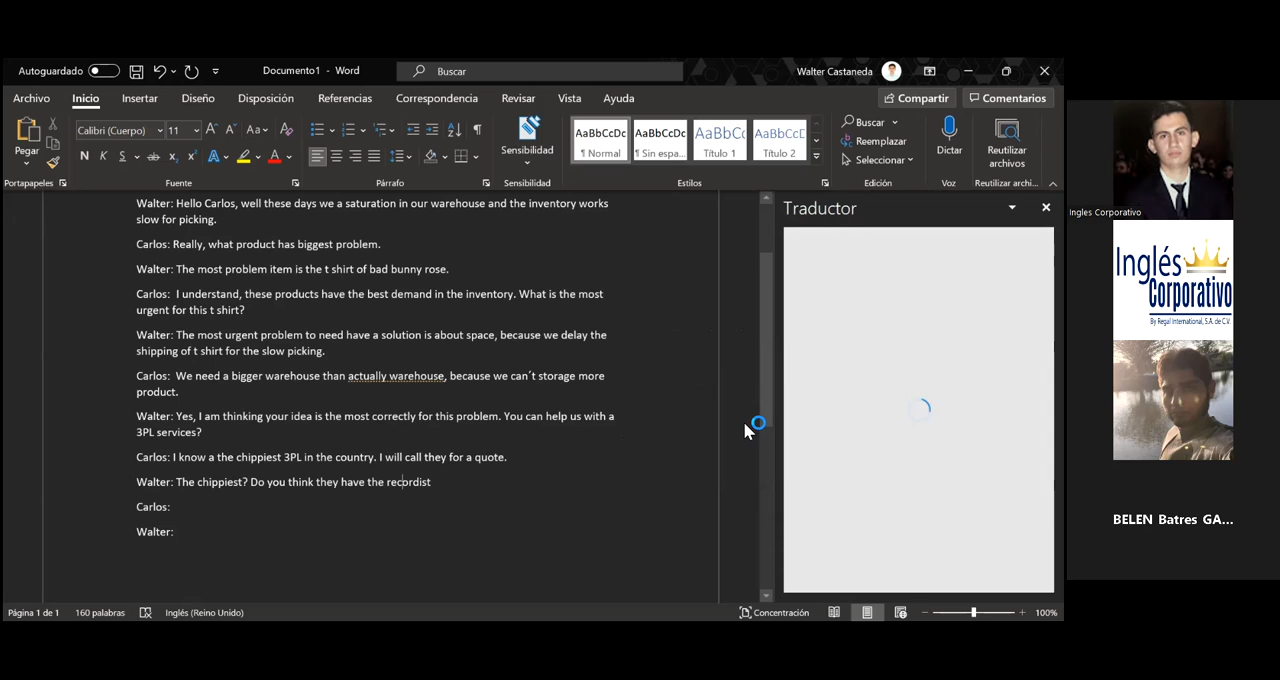 Autoguardado
Documento1 - Word
Buscar
Walter Castaneda
Archivo Inicio Insertar Diseño Disposición Referencias Correspondencia Revisar Vista Ayuda
Compartir Comentarios
Pegar
Calibri (Cuerpo) 11
Aa
N K S ab x₂ x² A A
Portapapeles
Fuente
Párrafo
Sensibilidad
Sensibilidad
AaBbCcDc AaBbCcDc AaBbCc AaBbCcD
¶ Normal ¶ Sin espa... Título 1 Título 2
Estilos
Buscar
Reemplazar
Seleccionar
Edición
Dictar
Voz
Reutilizar archivos
Reutilizar archi...
Walter: Hello Carlos, well these days we a saturation in our warehouse and the inventory works
slow for picking.
Carlos: Really, what product has biggest problem.
Walter: The most problem item is the t shirt of bad bunny rose.
Carlos: I understand, these products have the best demand in the inventory. What is the most
urgent for this t shirt?
Walter: The most urgent problem to need have a solution is about space, because we delay the
shipping of t shirt for the slow picking.
Carlos: We need a bigger warehouse than actually warehouse, because we can´t storage more
product.
Walter: Yes, I am thinking your idea is the most correctly for this problem. You can help us with a
3PL services?
Carlos: I know a the chippiest 3PL in the country. I will call they for a quote.
Walter: The chippiest? Do you think they have the recordist
Carlos:
Walter:
Traductor
Página 1 de 1 160 palabras Inglés (Reino Unido)
Concentración
100%
Ingles Corporativo
Inglés
Corporativo
By Regal International, S.A. de C.V.
BELEN Batres GA...